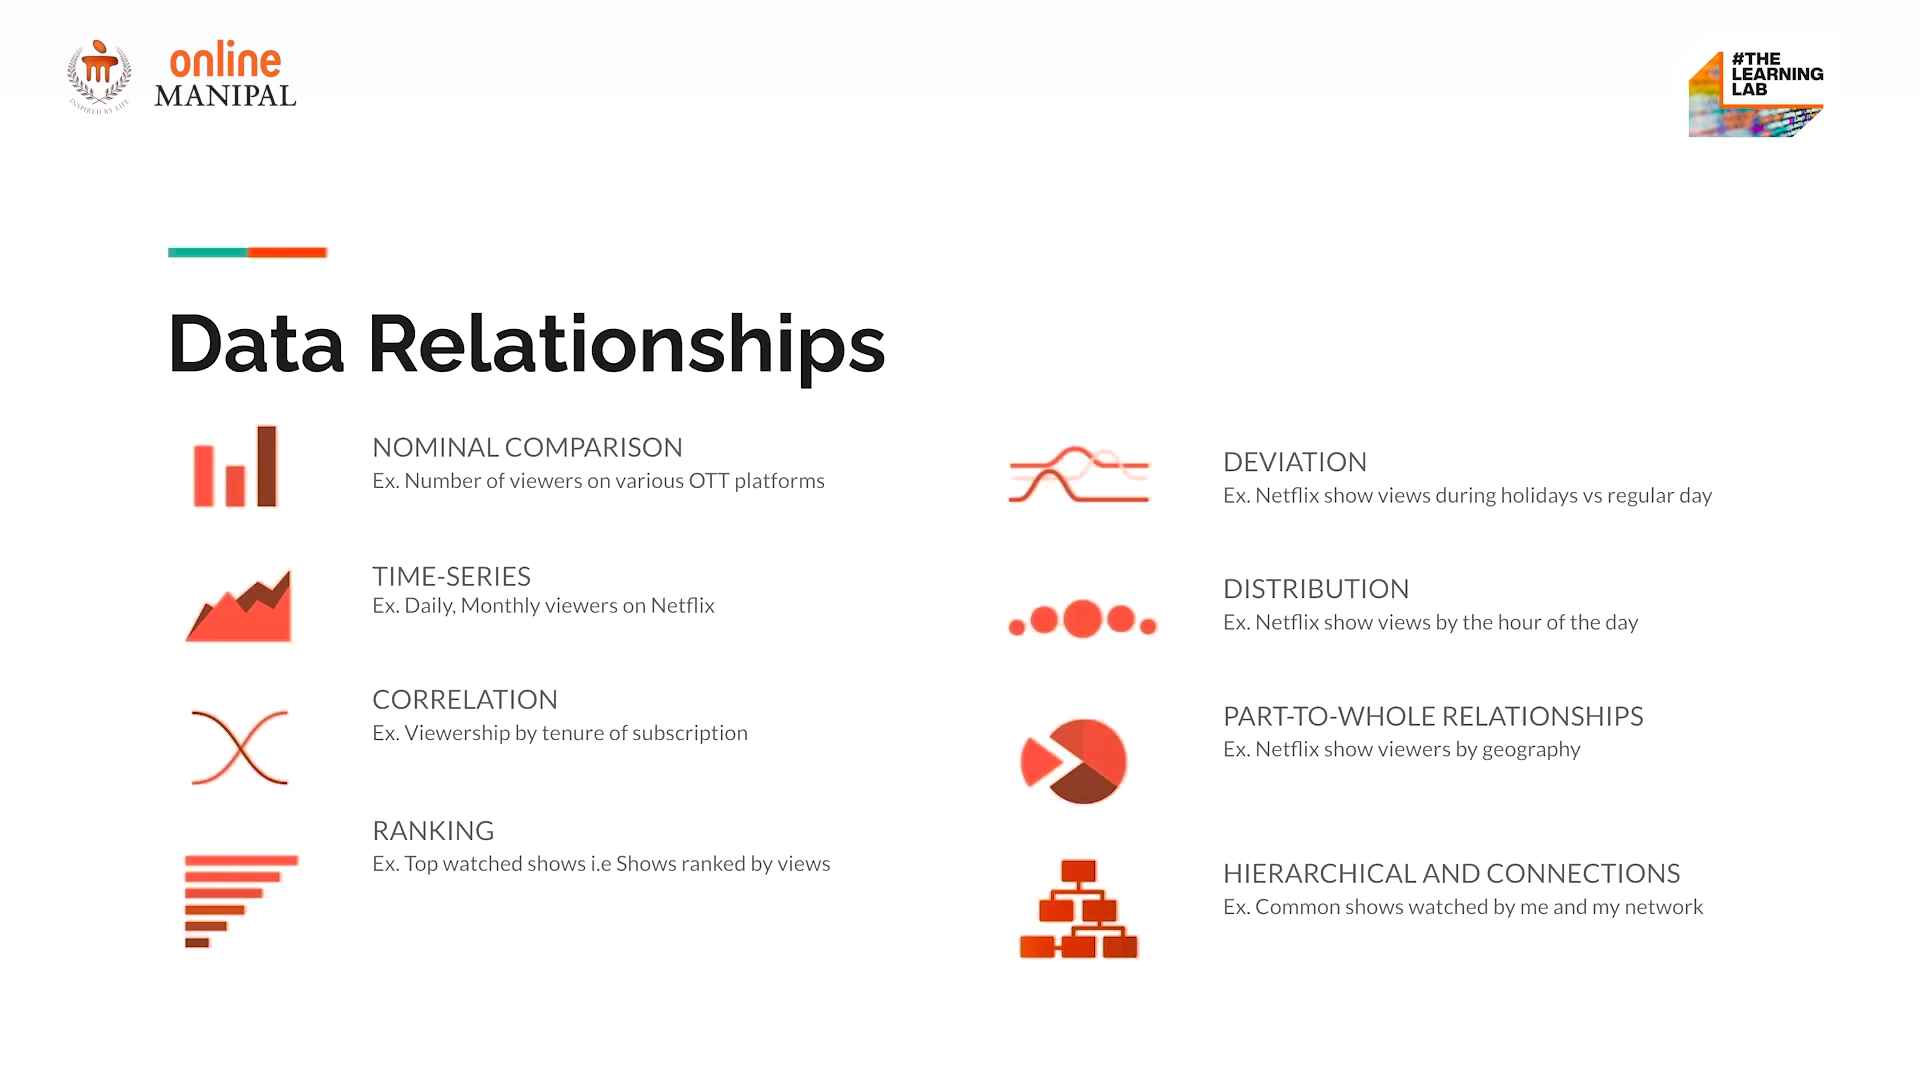 INSPIRED BY LIFE
online
MANIPAL
#THE
LEARNING
LAB
Data Relationships
NOMINAL COMPARISON
Ex. Number of viewers on various OTT platforms
TIME-SERIES
Ex. Daily, Monthly viewers on Netflix
CORRELATION
Ex. Viewership by tenure of subscription
RANKING
Ex. Top watched shows i.e Shows ranked by views
DEVIATION
Ex. Netflix show views during holidays vs regular day
DISTRIBUTION
Ex. Netflix show views by the hour of the day
PART-TO-WHOLE RELATIONSHIPS
Ex. Netflix show viewers by geography
HIERARCHICAL AND CONNECTIONS
Ex. Common shows watched by me and my network